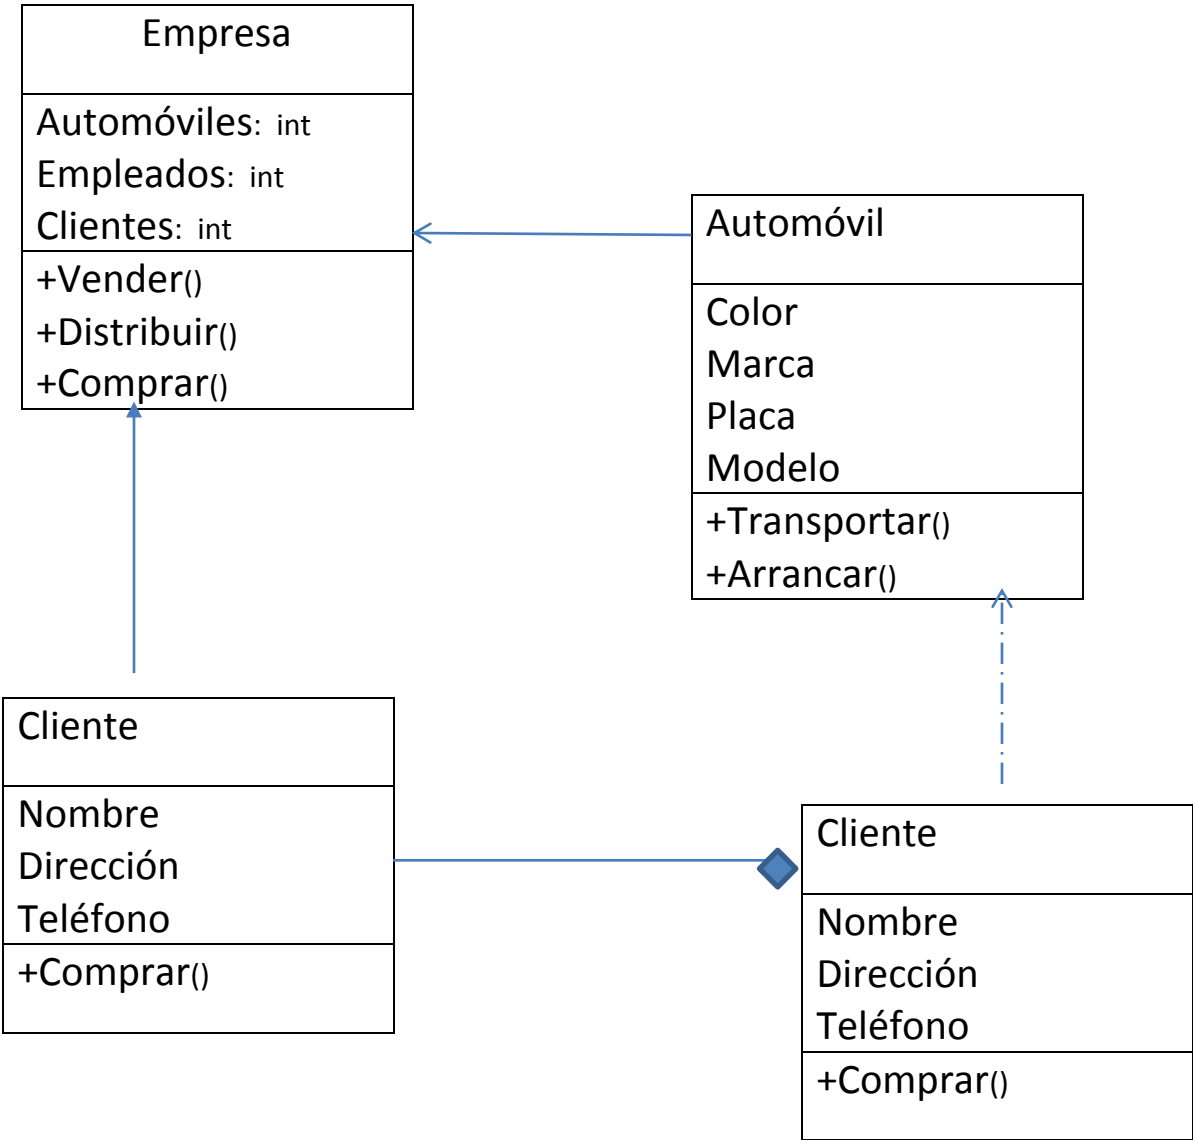 Empresa
Automóviles: int
Empleados: int
Clientes: int
+Vender()
+Distribuir()
+Comprar()
Automóvil
Color
Marca
Placa
Modelo
+Transportar()
+Arrancar()
Cliente
Nombre
Dirección
Teléfono
+Comprar()
Cliente
Nombre
Dirección
Teléfono
+Comprar()